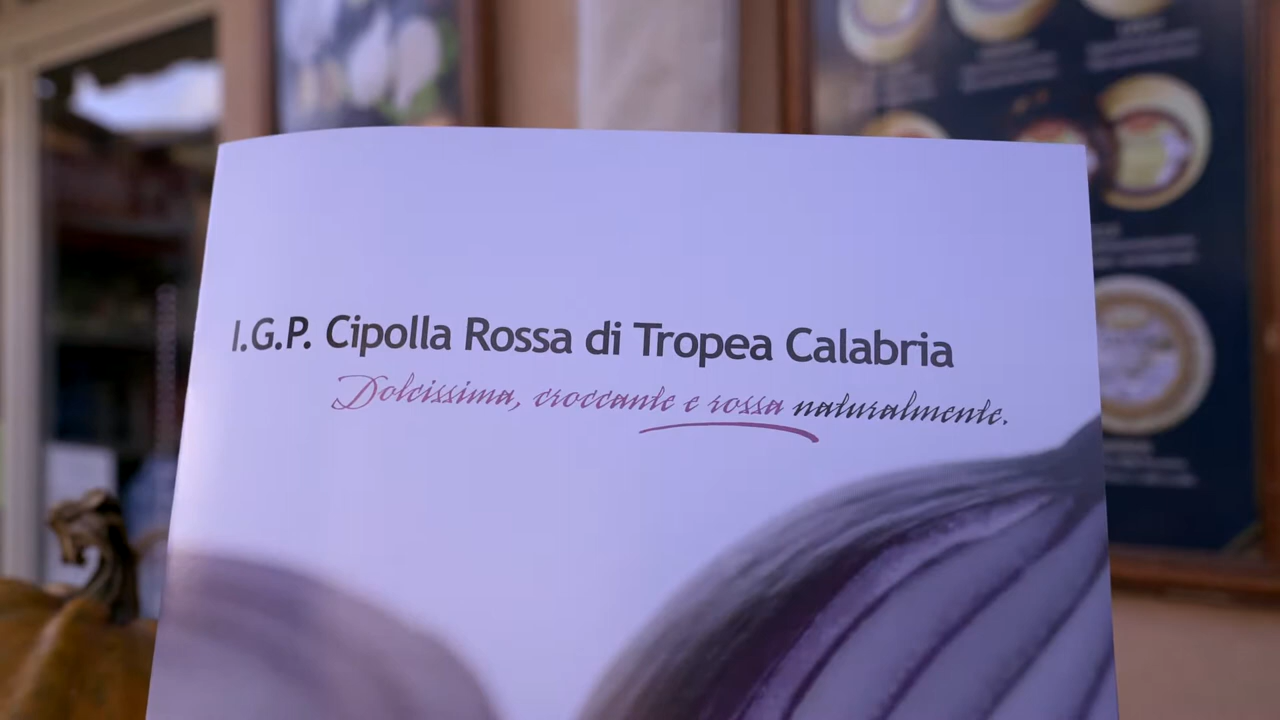 I.G.P. Cipolla Rossa di Tropea Calabria
Dolcissima, croccante e rossa naturalmente.